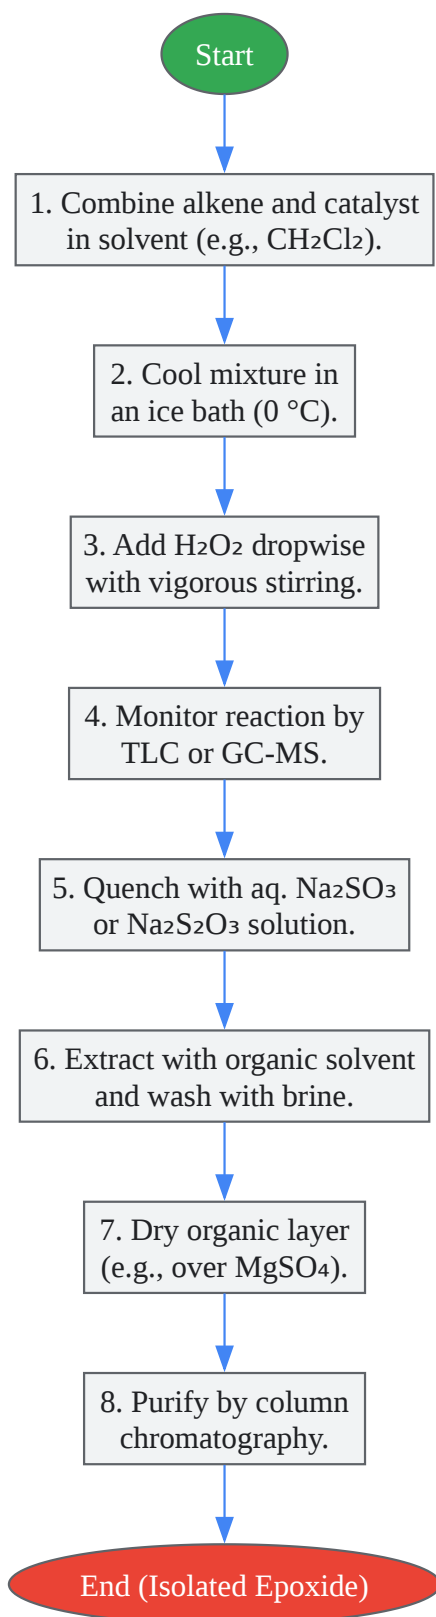 Start
1. Combine alkene and catalyst
in solvent (e.g., CH₂Cl₂).
2. Cool mixture in
an ice bath (0 °C).
3. Add H₂O₂ dropwise
with vigorous stirring.
4. Monitor reaction by
TLC or GC-MS.
5. Quench with aq. Na₂SO₃
or Na₂S₂O₃ solution.
6. Extract with organic solvent
and wash with brine.
7. Dry organic layer
(e.g., over MgSO₄).
8. Purify by column
chromatography.
End (Isolated Epoxide)